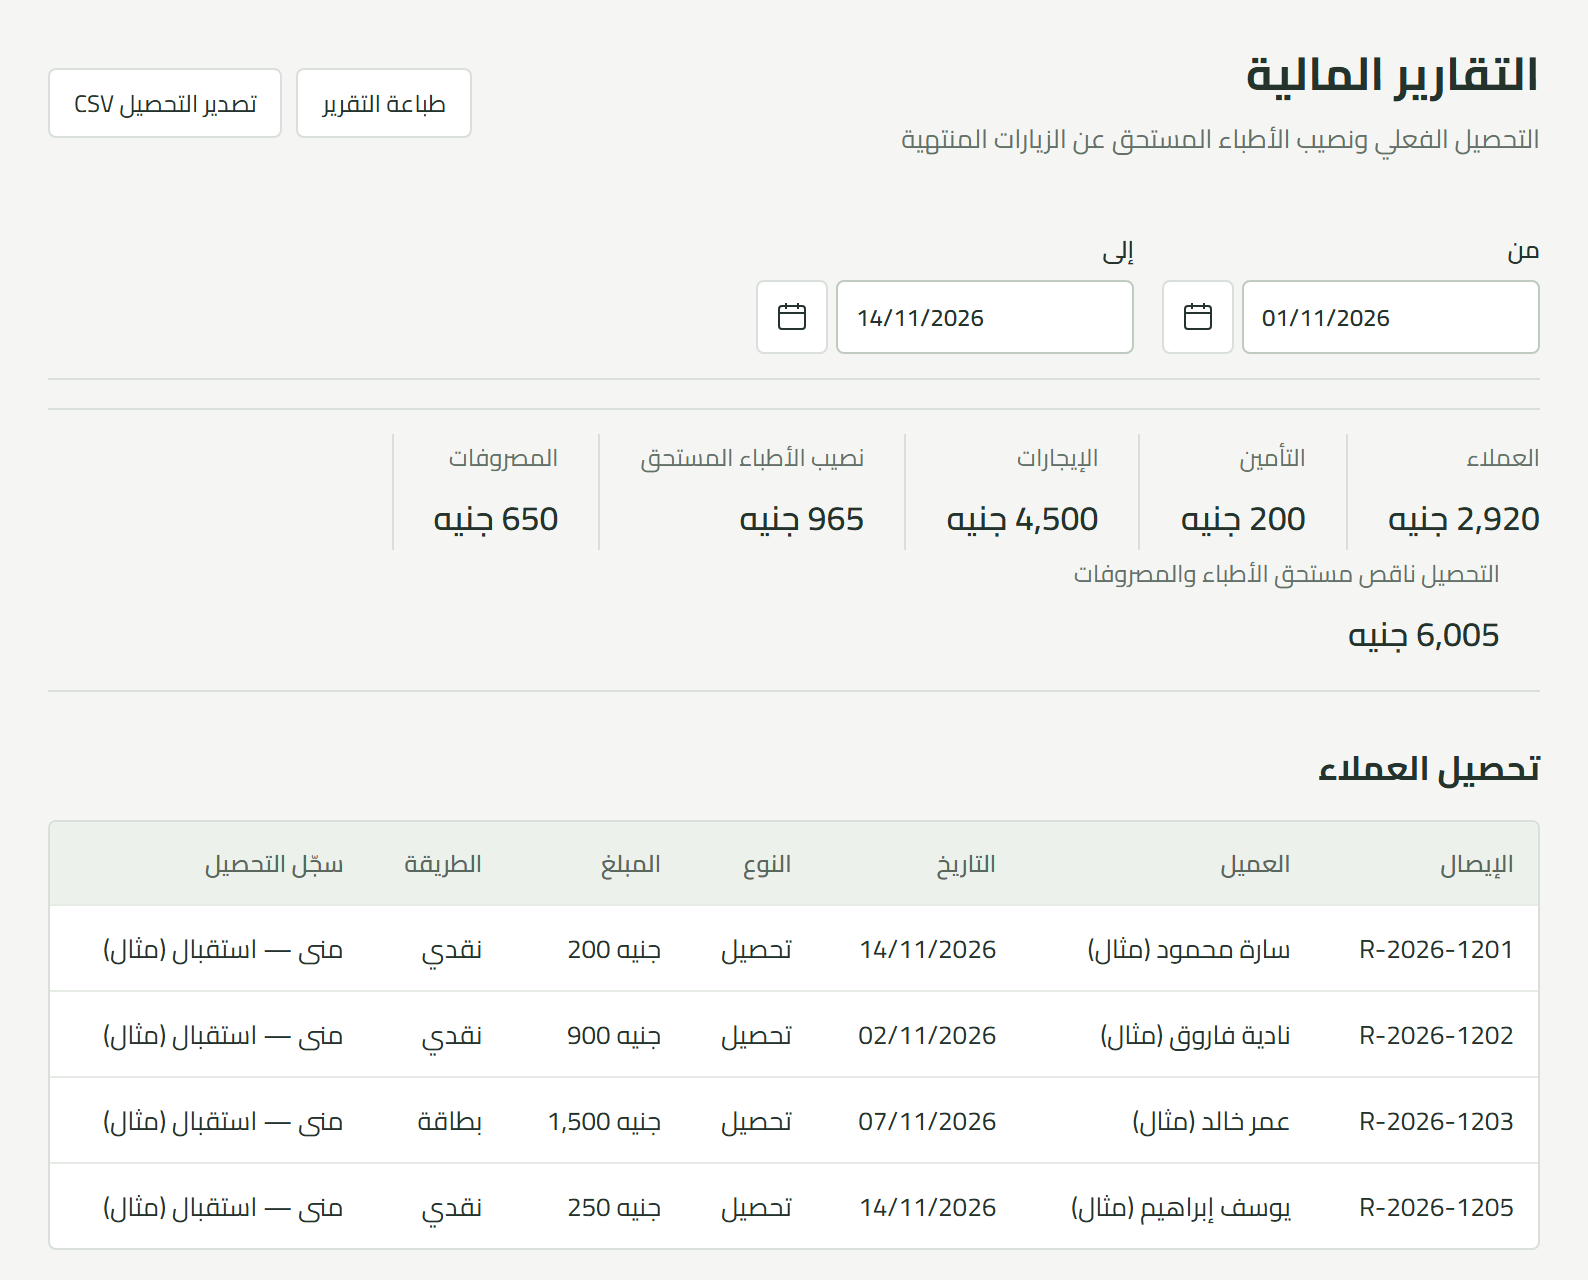 التقارير المالية
التحصيل الفعلي ونصيب الأطباء المستحق عن الزيارات المنتهية
طباعة التقرير
تصدير التحصيل CSV
من
01/11/2026
إلى
14/11/2026
العملاء
2,920 جنيه
التأمين
200 جنيه
الإيجارات
4,500 جنيه
نصيب الأطباء المستحق
965 جنيه
المصروفات
650 جنيه
التحصيل ناقص مستحق الأطباء والمصروفات
6,005 جنيه
تحصيل العملاء
الإيصال العميل التاريخ النوع المبلغ الطريقة سجّل التحصيل
R-2026-1201 سارة محمود (مثال) 14/11/2026 تحصيل جنيه 200 نقدي منى — استقبال (مثال)
R-2026-1202 نادية فاروق (مثال) 02/11/2026 تحصيل جنيه 900 نقدي منى — استقبال (مثال)
R-2026-1203 عمر خالد (مثال) 07/11/2026 تحصيل جنيه 1,500 بطاقة منى — استقبال (مثال)
R-2026-1205 يوسف إبراهيم (مثال) 14/11/2026 تحصيل جنيه 250 نقدي منى — استقبال (مثال)